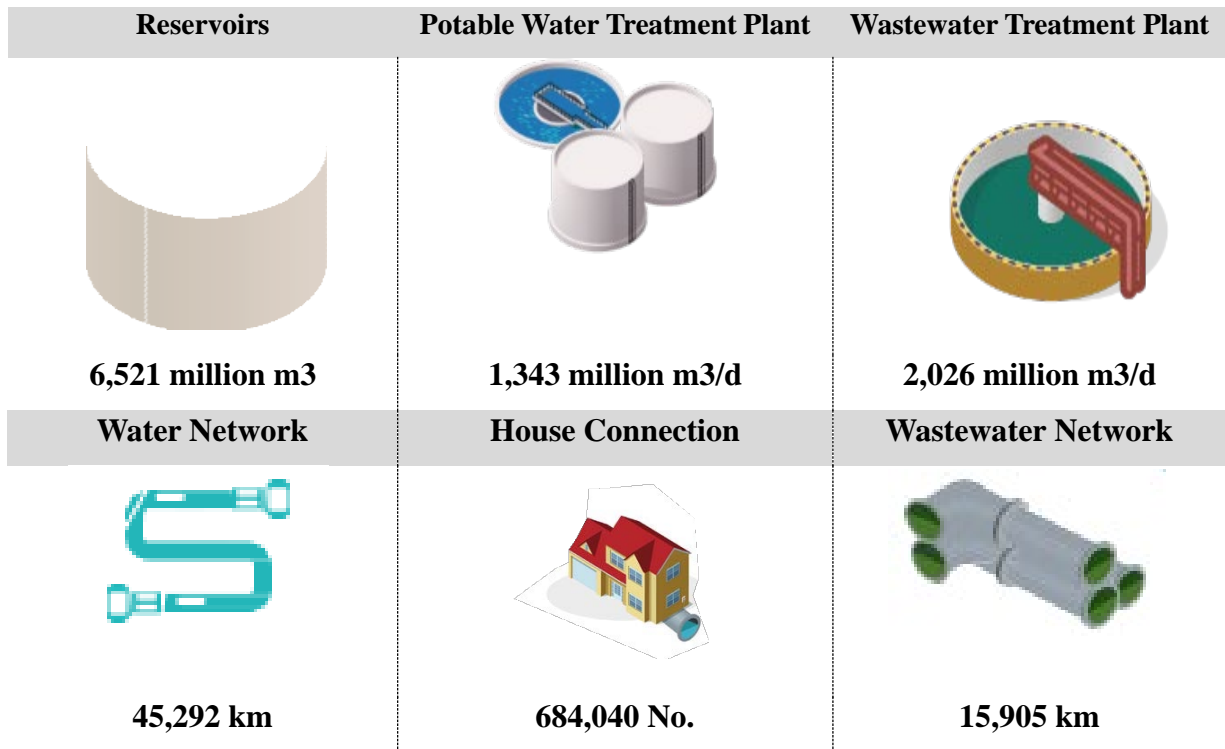 Reservoirs
Potable Water Treatment Plant
Wastewater Treatment Plant
6,521 million m3
1,343 million m3/d
2,026 million m3/d
Water Network
House Connection
Wastewater Network
45,292 km
684,040 No.
15,905 km